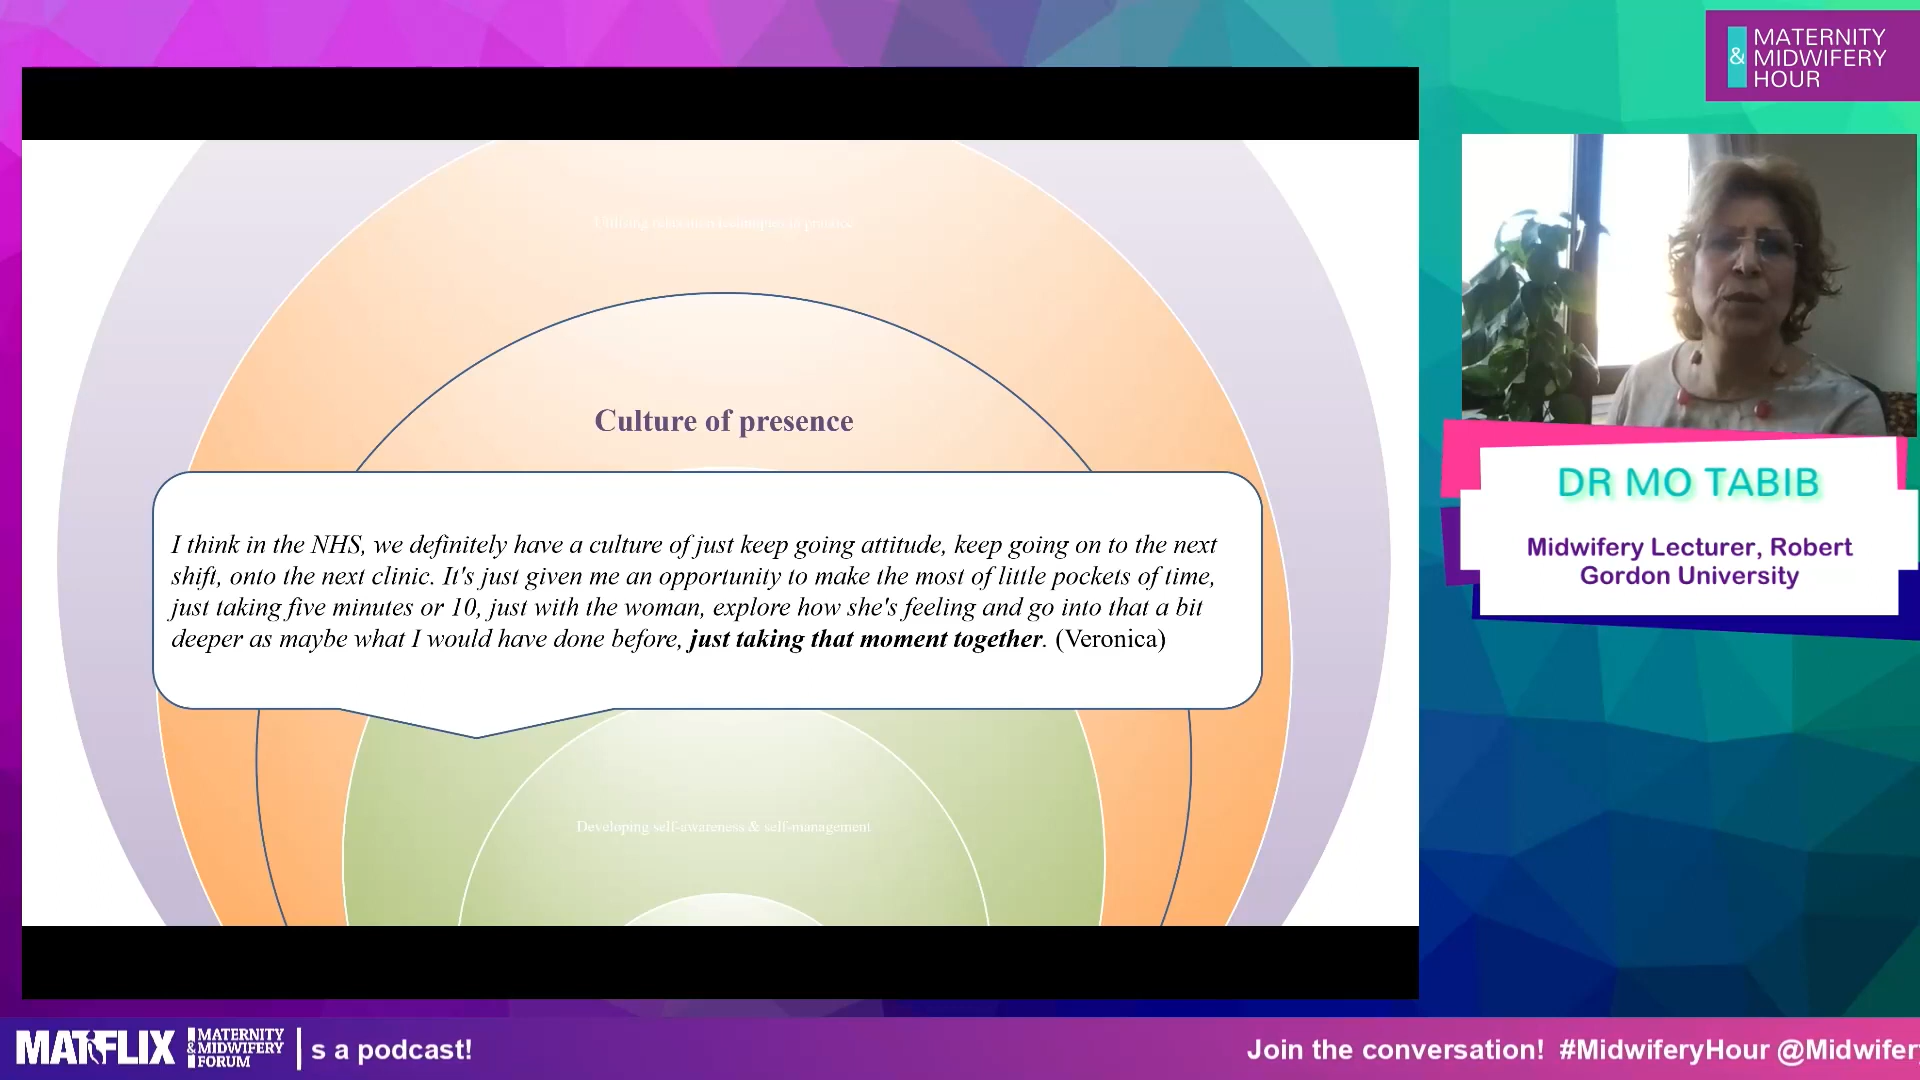 MATERNITY
& MIDWIFERY
HOUR
Utilising relaxation techniques in practice
Culture of presence
I think in the NHS, we definitely have a culture of just keep going attitude, keep going on to the next
shift, onto the next clinic. It's just given me an opportunity to make the most of little pockets of time,
just taking five minutes or 10, just with the woman, explore how she's feeling and go into that a bit
deeper as maybe what I would have done before, just taking that moment together. (Veronica)
Developing self-awareness & self-management
DR MO TABIB
Midwifery Lecturer, Robert
Gordon University
MATFLIX
MATERNITY
& MIDWIFERY
FORUM
s a podcast!
Join the conversation! #MidwiferyHour @Midwifer